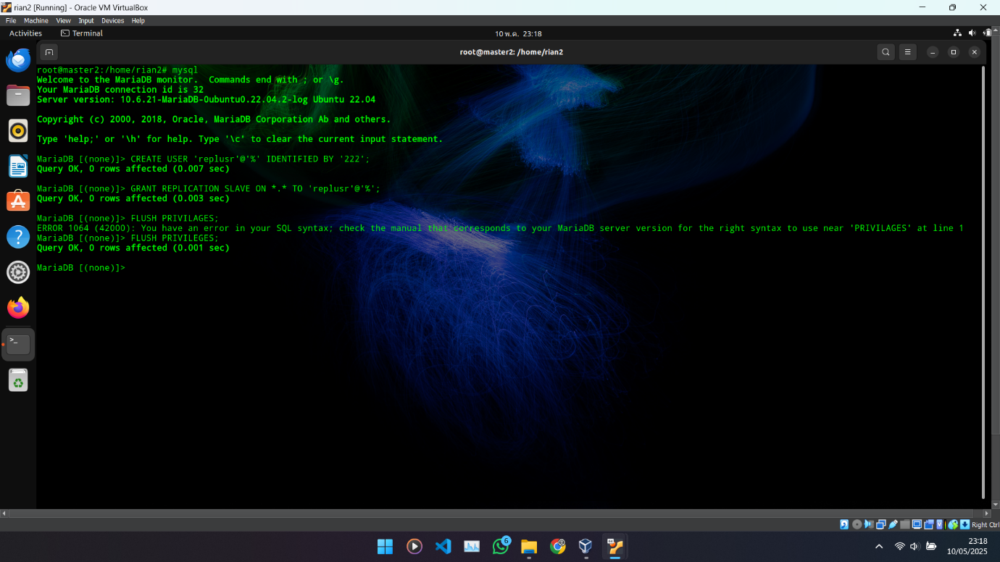 rian2 [Running] - Oracle VM VirtualBox
File Machine View Input Devices Help
Activities Terminal 10 พ.ค. 23:18
root@master2: /home/rian2
root@master2:/home/rian2# mysql
Welcome to the MariaDB monitor.  Commands end with ; or \g.
Your MariaDB connection id is 32
Server version: 10.6.21-MariaDB-0ubuntu0.22.04.2-log Ubuntu 22.04
Copyright (c) 2000, 2018, Oracle, MariaDB Corporation Ab and others.
Type 'help;' or '\h' for help. Type '\c' to clear the current input statement.
MariaDB [(none)]> CREATE USER 'replusr'@'%' IDENTIFIED BY '222';
Query OK, 0 rows affected (0.007 sec)
MariaDB [(none)]> GRANT REPLICATION SLAVE ON *.* TO 'replusr'@'%';
Query OK, 0 rows affected (0.003 sec)
MariaDB [(none)]> FLUSH PRIVILAGES;
ERROR 1064 (42000): You have an error in your SQL syntax; check the manual that corresponds to your MariaDB server version for the right syntax to use near 'PRIVILAGES' at line 1
MariaDB [(none)]> FLUSH PRIVILEGES;
Query OK, 0 rows affected (0.001 sec)
MariaDB [(none)]>
Right Ctrl
6
23:18
10/05/2025